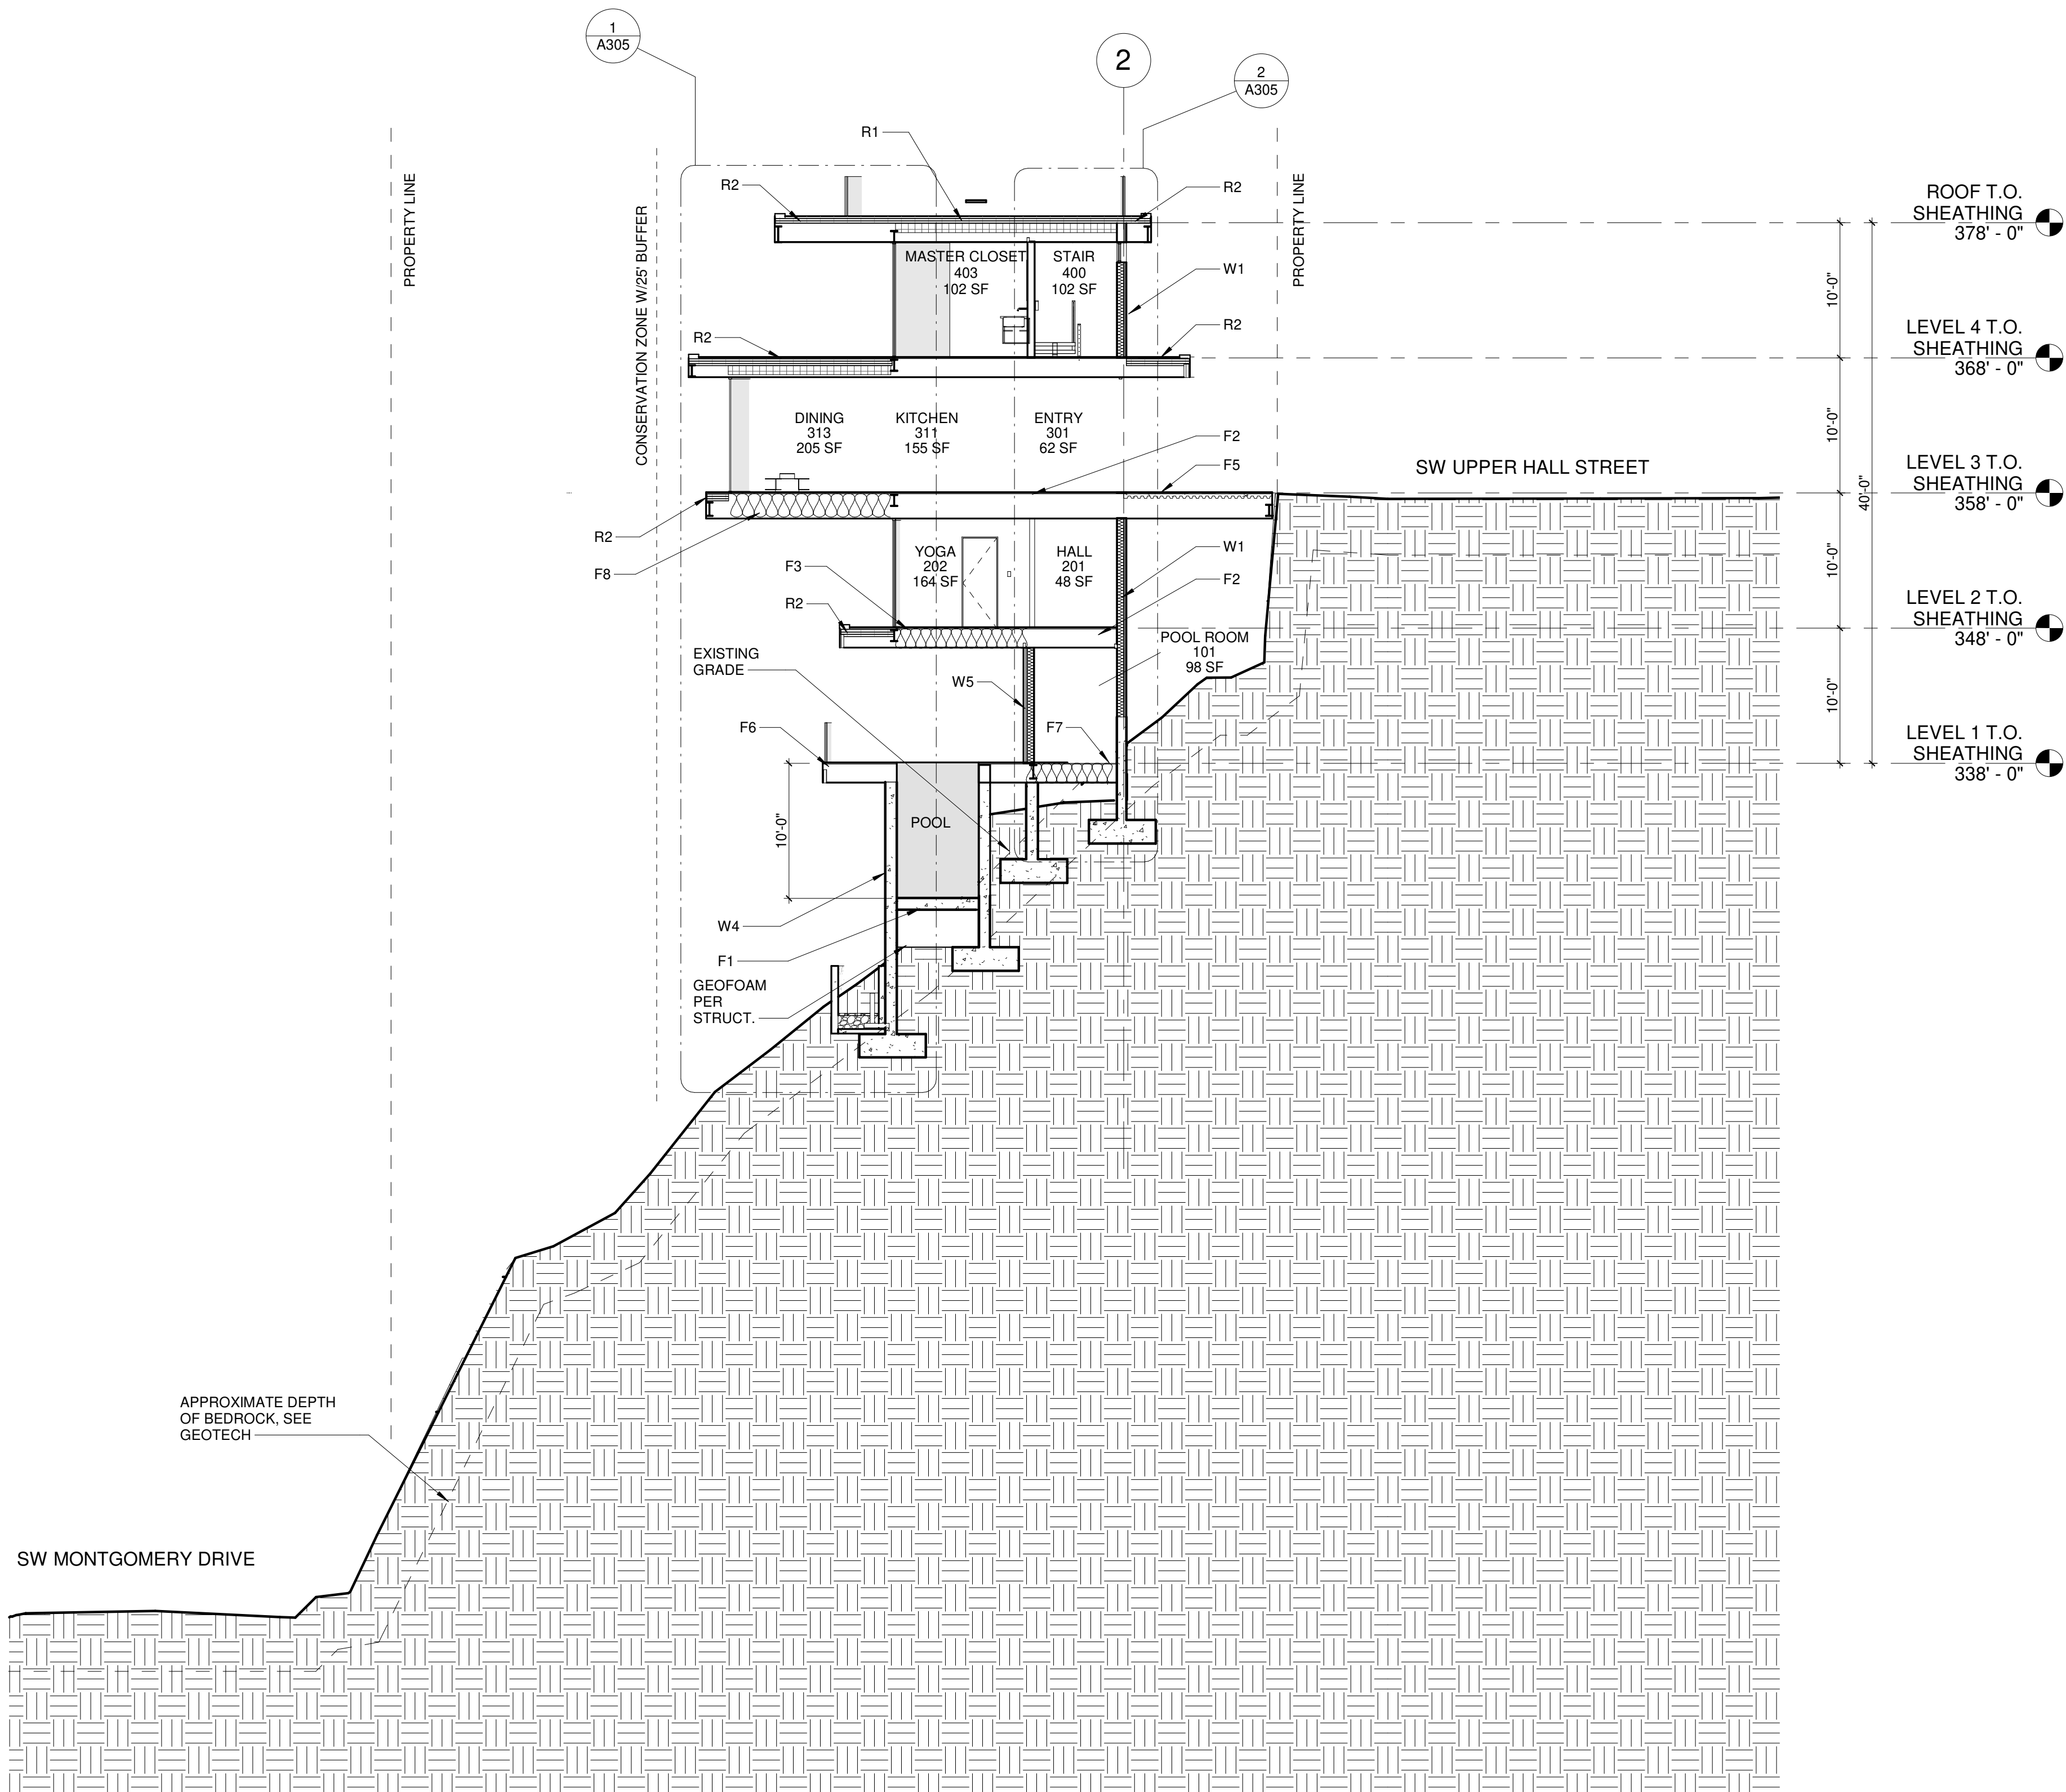 1
A305
2
2
A305
R1
R2
R2
PROPERTY LINE
CONSERVATION ZONE W/25' BUFFER
PROPERTY LINE
ROOF T.O.
SHEATHING
378' - 0"
MASTER CLOSET
403
102 SF
STAIR
400
102 SF
W1
10'-0"
R2
R2
LEVEL 4 T.O.
SHEATHING
368' - 0"
DINING
313
205 SF
KITCHEN
311
155 SF
ENTRY
301
62 SF
10'-0"
F2
F5
SW UPPER HALL STREET
LEVEL 3 T.O.
SHEATHING
358' - 0"
40'-0"
R2
F8
YOGA
202
164 SF
HALL
201
48 SF
W1
F2
10'-0"
F3
R2
LEVEL 2 T.O.
SHEATHING
348' - 0"
EXISTING
GRADE
POOL ROOM
101
98 SF
W5
10'-0"
F6
F7
LEVEL 1 T.O.
SHEATHING
338' - 0"
10'-0"
POOL
W4
F1
GEOFOAM
PER
STRUCT.
APPROXIMATE DEPTH
OF BEDROCK, SEE
GEOTECH
SW MONTGOMERY DRIVE